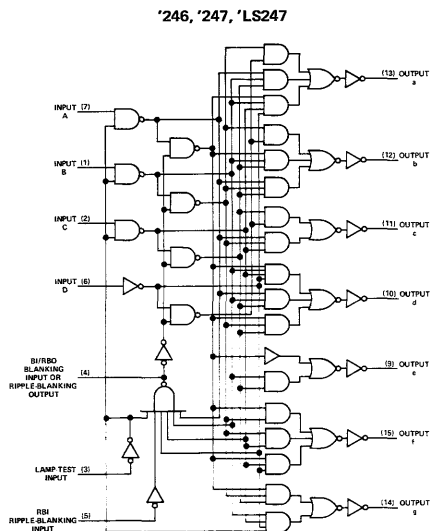 '246, '247, 'LS247
(13) OUTPUT
a
INPUT (7)
A
(12) OUTPUT
b
INPUT (1)
B
INPUT (2)
C
(11) OUTPUT
c
INPUT (6)
D
(10) OUTPUT
d
BI/RBO (4)
BLANKING
INPUT OR
RIPPLE-BLANKING
OUTPUT
(9) OUTPUT
e
(15) OUTPUT
f
LAMP-TEST (3)
INPUT
RBI (5)
RIPPLE-BLANKING
INPUT
(14) OUTPUT
g